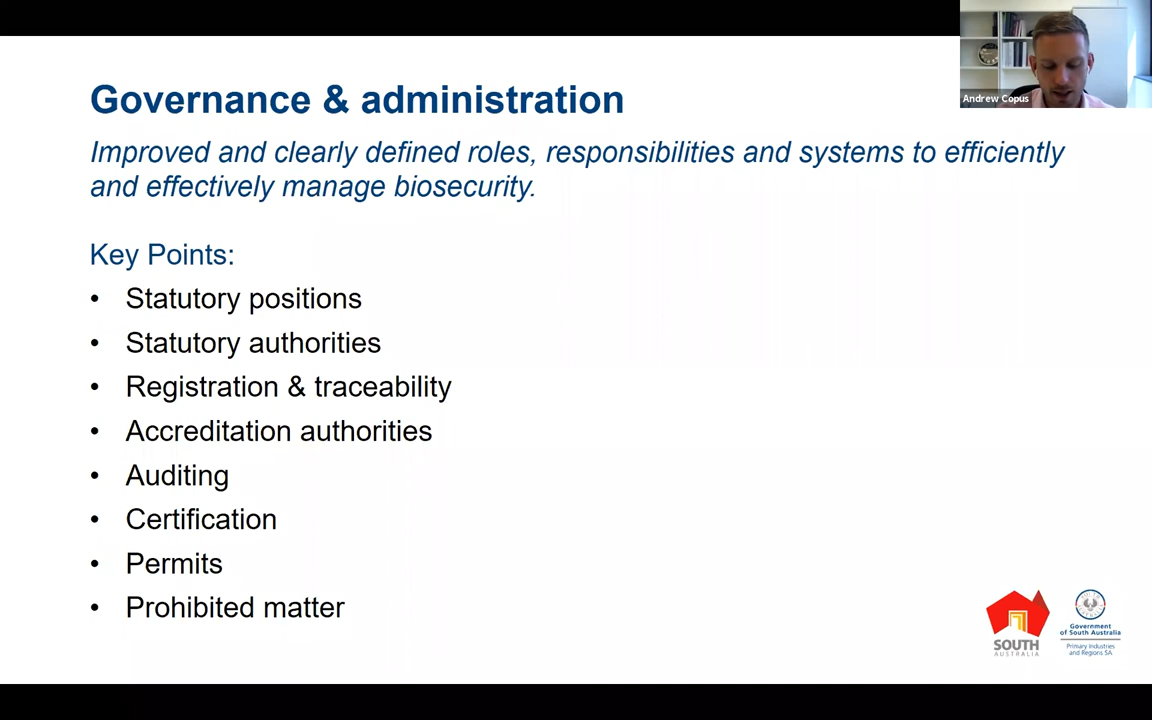 Governance & administration
Improved and clearly defined roles, responsibilities and systems to efficiently
and effectively manage biosecurity.
Key Points:
• Statutory positions
• Statutory authorities
• Registration & traceability
• Accreditation authorities
• Auditing
• Certification
• Permits
• Prohibited matter
Andrew Copus
SOUTH
AUSTRALIA
Government
of South Australia
Primary Industries
and Regions SA